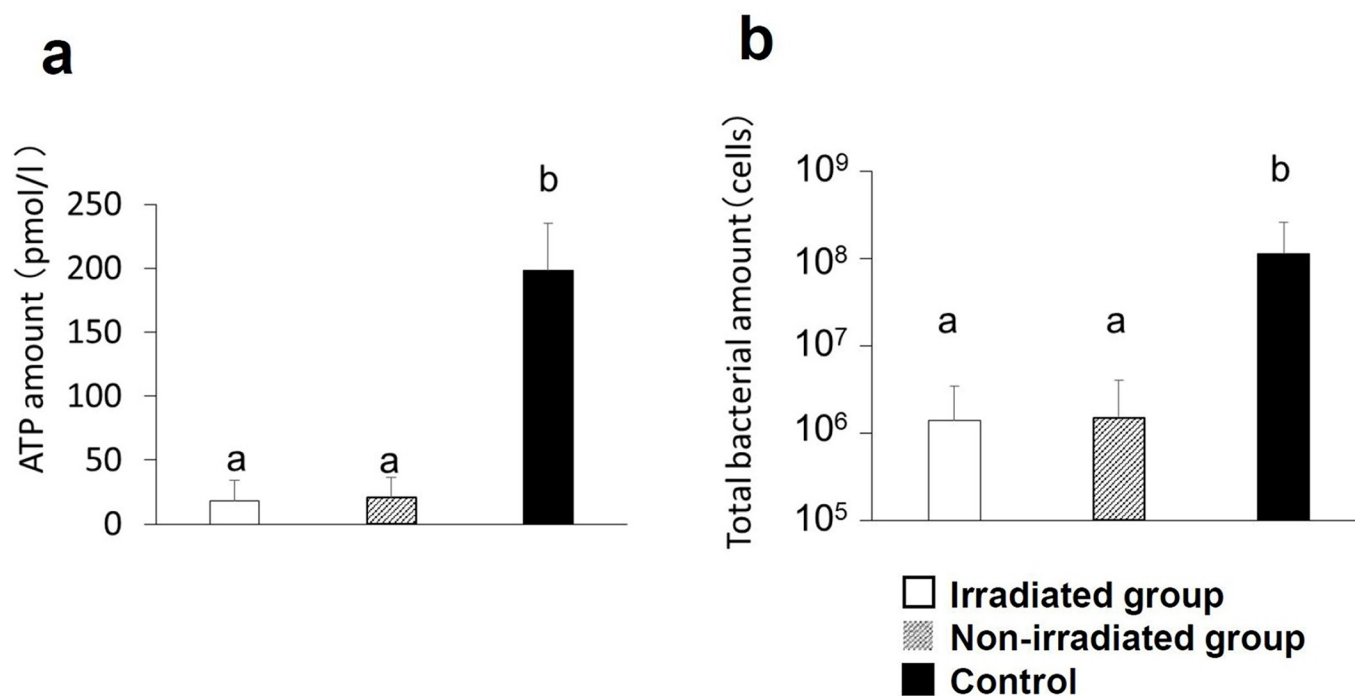 a
ATP amount (pmol/l)
250
200
150
100
50
0
a
a
b
b
Total bacterial amount(cells)
10⁹
10⁸
10⁷
10⁶
10⁵
a
a
b
Irradiated group
Non-irradiated group
Control